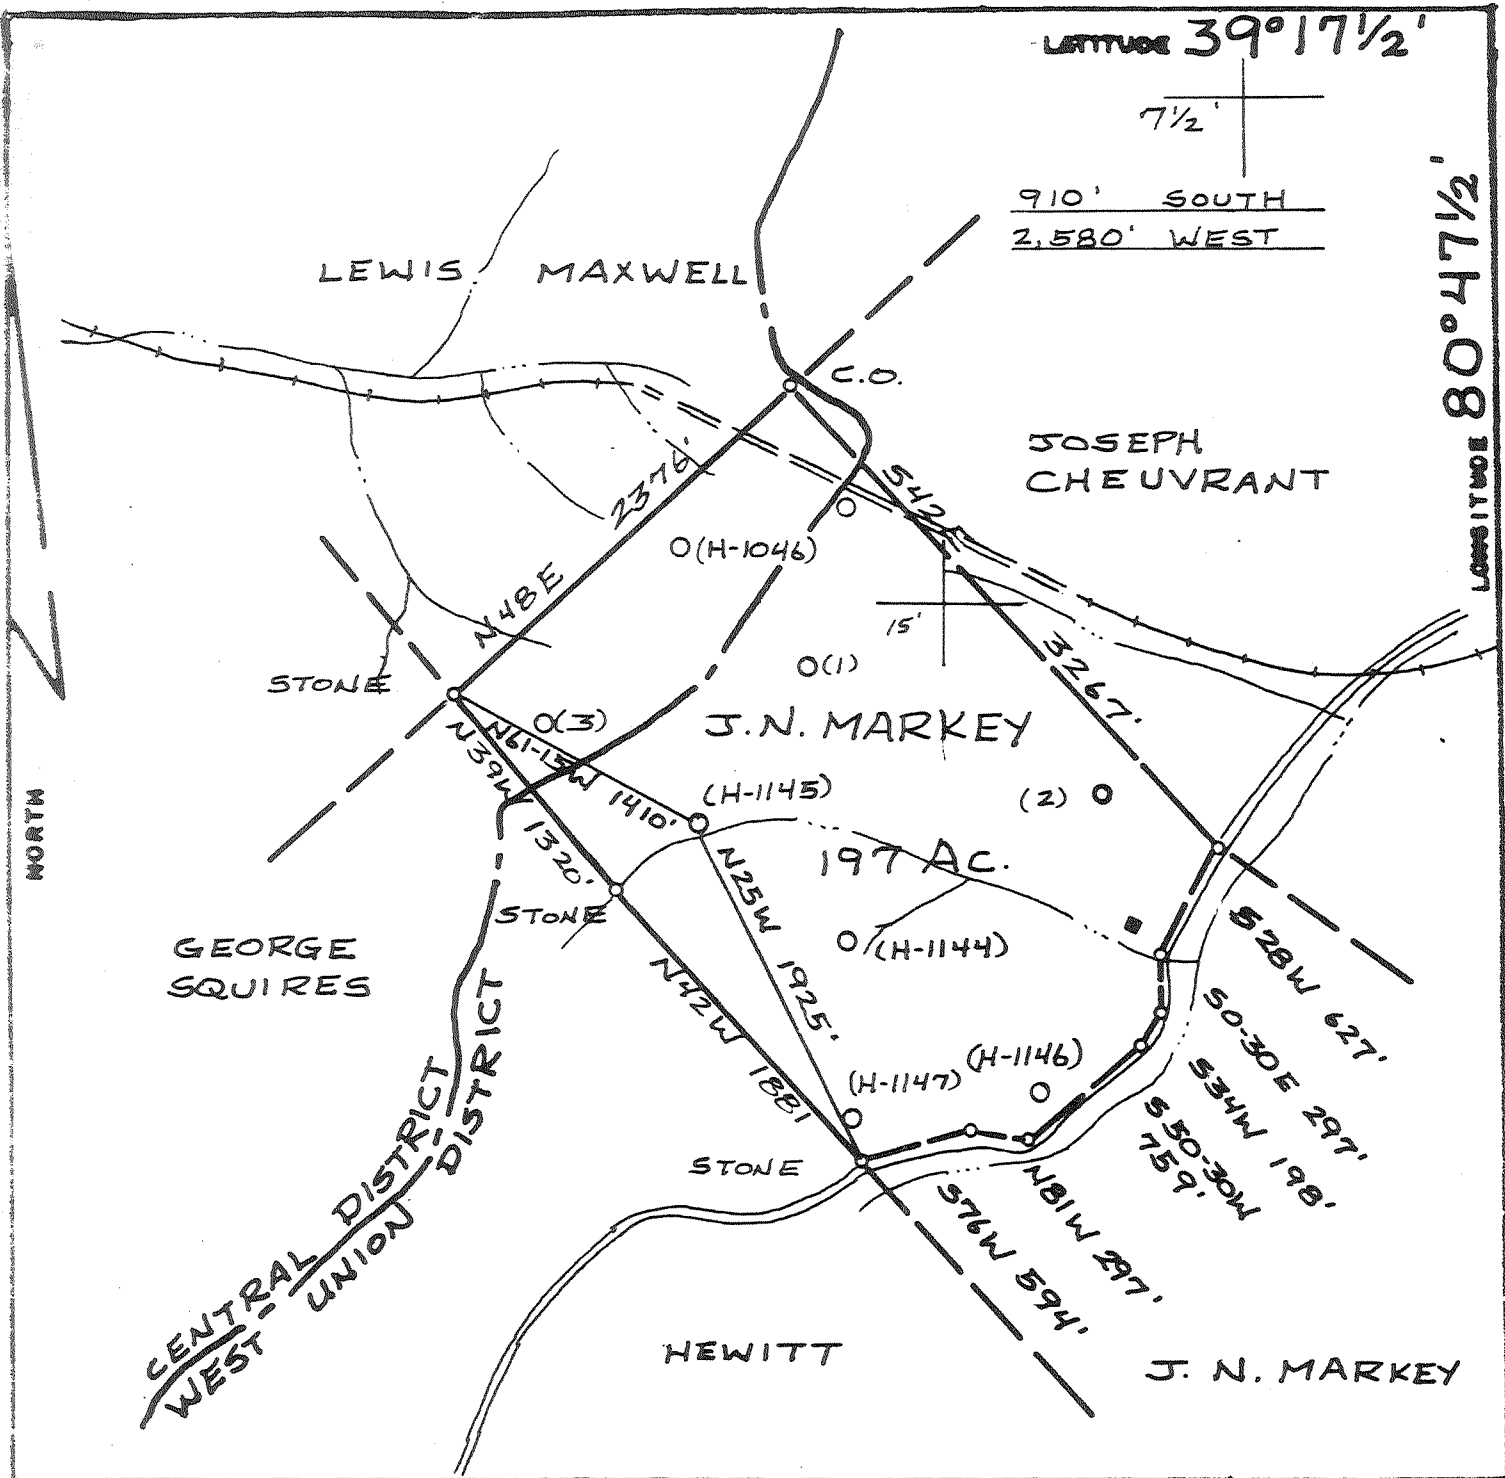 LATITUDE 39°17½'
7½'
910' SOUTH
2,580' WEST
LONGITUDE 80°47½'
LEWIS MAXWELL
C.O.
JOSEPH
CHEUVRANT
2376'
N48E
S42E
3267'
(H-1046)
15'
(1)
STONE
(3)
J.N. MARKEY
N61-15W 1410'
N39W 1320'
(H-1145)
(2)
NORTH
197 AC.
STONE
N25W 1925'
(H-1144)
GEORGE
SQUIRES
N42W 1881
S28W 627'
S0-30E 297'
S34W 198'
S50-30W
759'
(H-1146)
(H-1147)
STONE
N81W 297'
S76W 594'
CENTRAL DISTRICT
WEST UNION DISTRICT
HEWITT
J. N. MARKEY